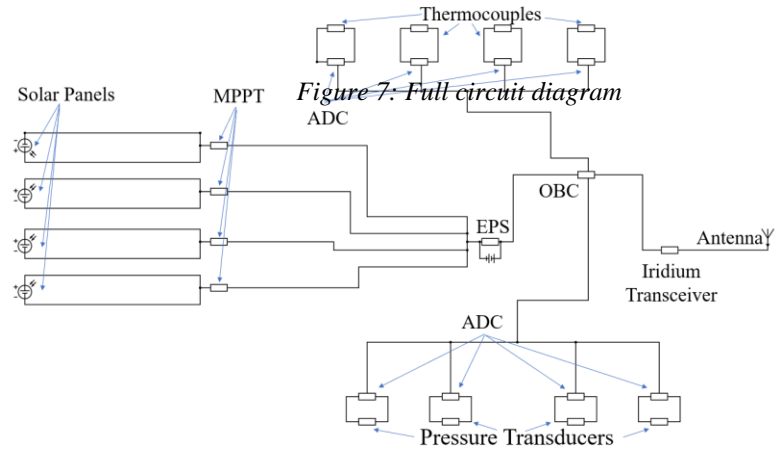 Thermocouples
Figure 7: Full circuit diagram
Solar Panels
MPPT
ADC
OBC
EPS
Antenna
Iridium
Transceiver
ADC
Pressure Transducers